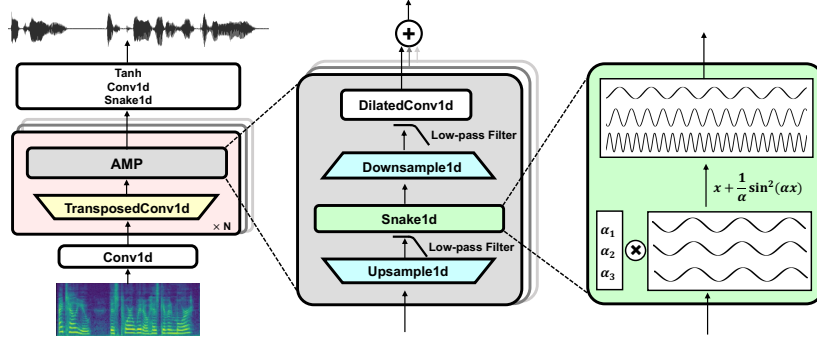 Tanh
Conv1d
Snake1d
AMP
TransposedConv1d
× N
Conv1d
+
DilatedConv1d
Low-pass Filter
Downsample1d
Snake1d
Low-pass Filter
Upsample1d
x + 1/α sin²(αx)
α₁
α₂
α₃